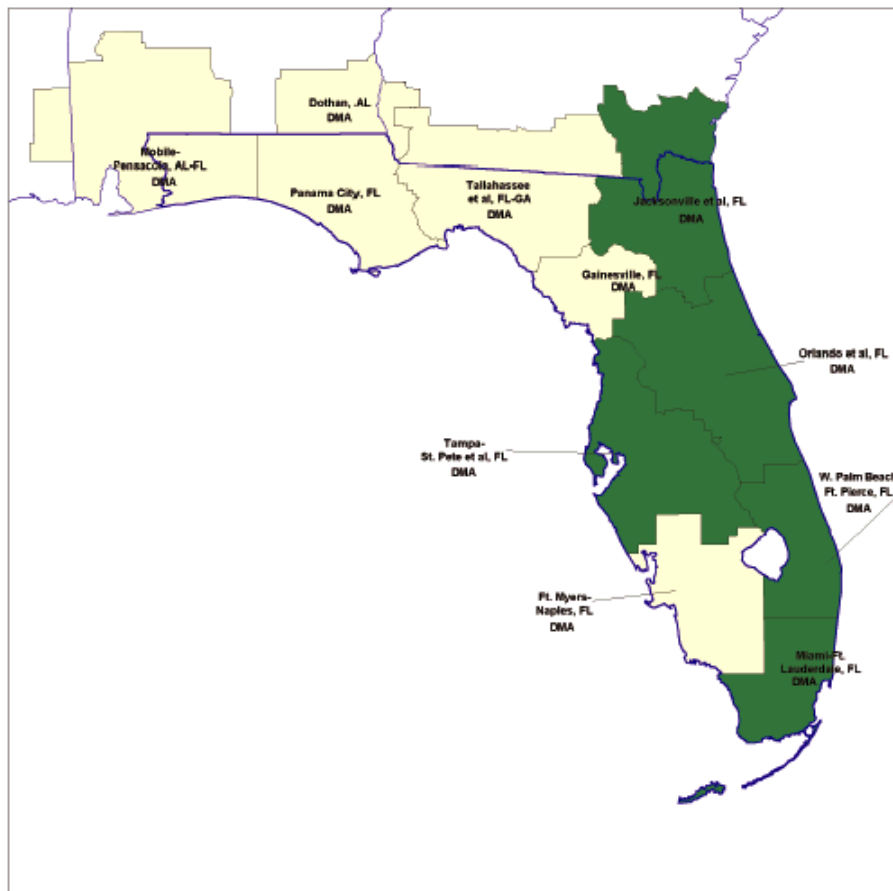 Dothan, .AL
DMA
Mobile-
Pensacola, AL-FL
DMA
Panama City, FL
DMA
Tallahassee
et al, FL-GA
DMA
Jacksonville et al, FL
DMA
Gainesville, FL
DMA
Orlando et al, FL
DMA
Tampa-
St. Pete et al, FL
DMA
W. Palm Beach
Ft. Pierce, FL
DMA
Ft. Myers-
Naples, FL
DMA
Miami-Ft.
Lauderdale, FL
DMA